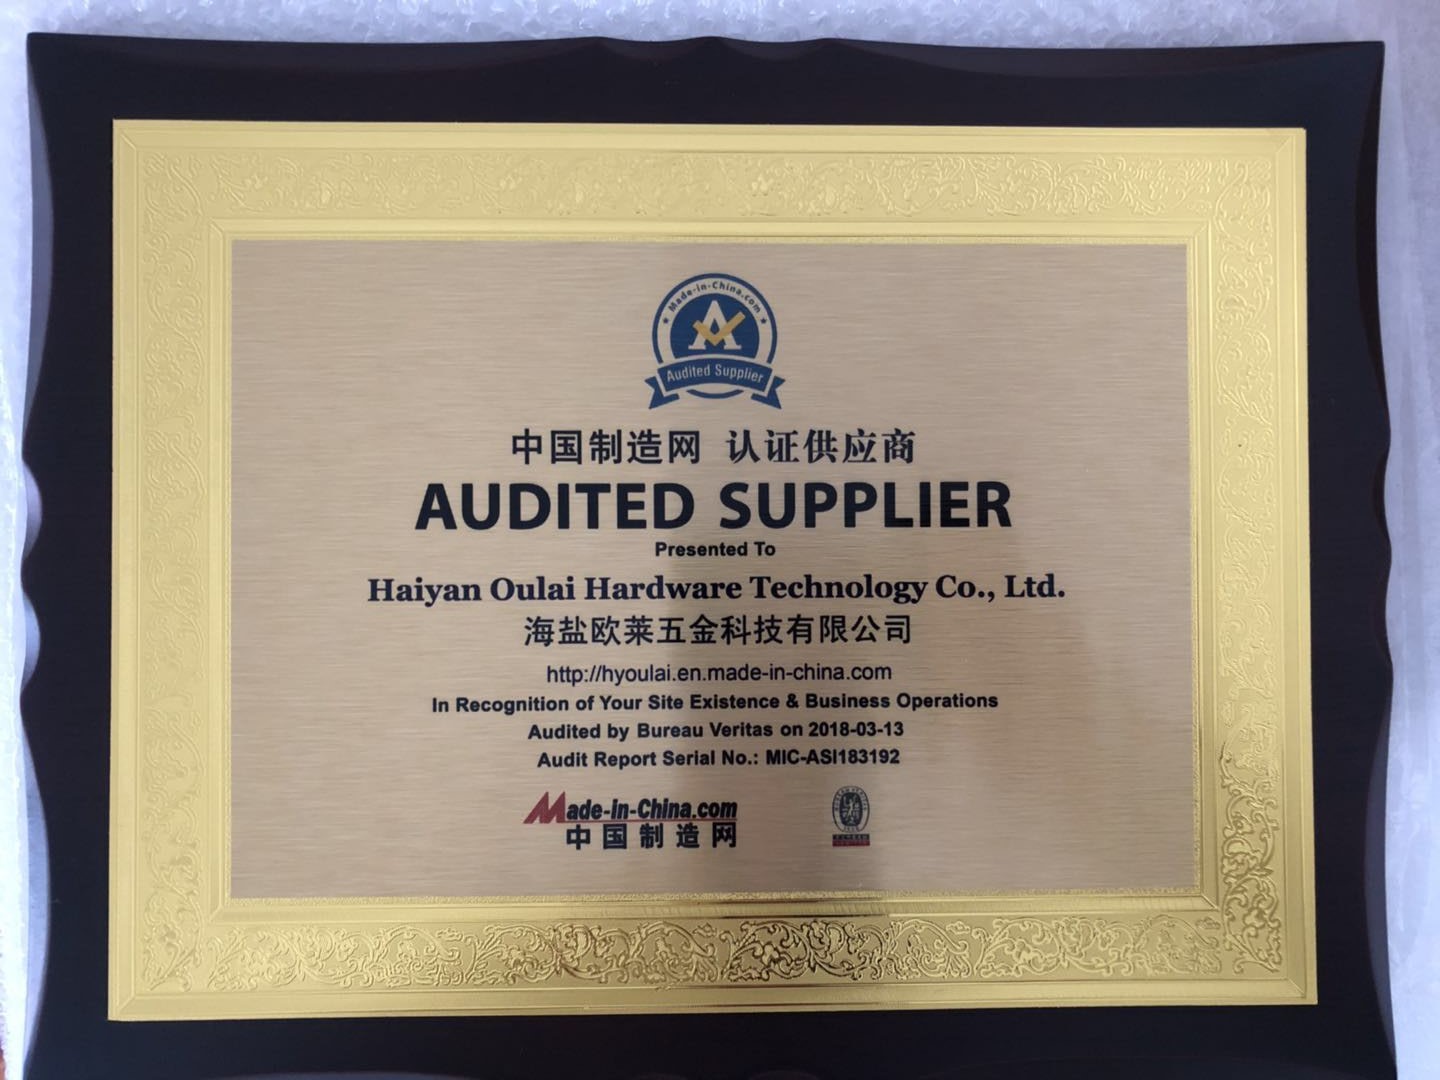 Made-in-China.com
A
Audited Supplier
中国制造网 认证供应商
AUDITED SUPPLIER
Presented To
Haiyan Oulai Hardware Technology Co., Ltd.
海盐欧莱五金科技有限公司
http://hyoulai.en.made-in-china.com
In Recognition of Your Site Existence & Business Operations
Audited by Bureau Veritas on 2018-03-13
Audit Report Serial No.: MIC-ASI183192
Made-in-China.com
中国制造网